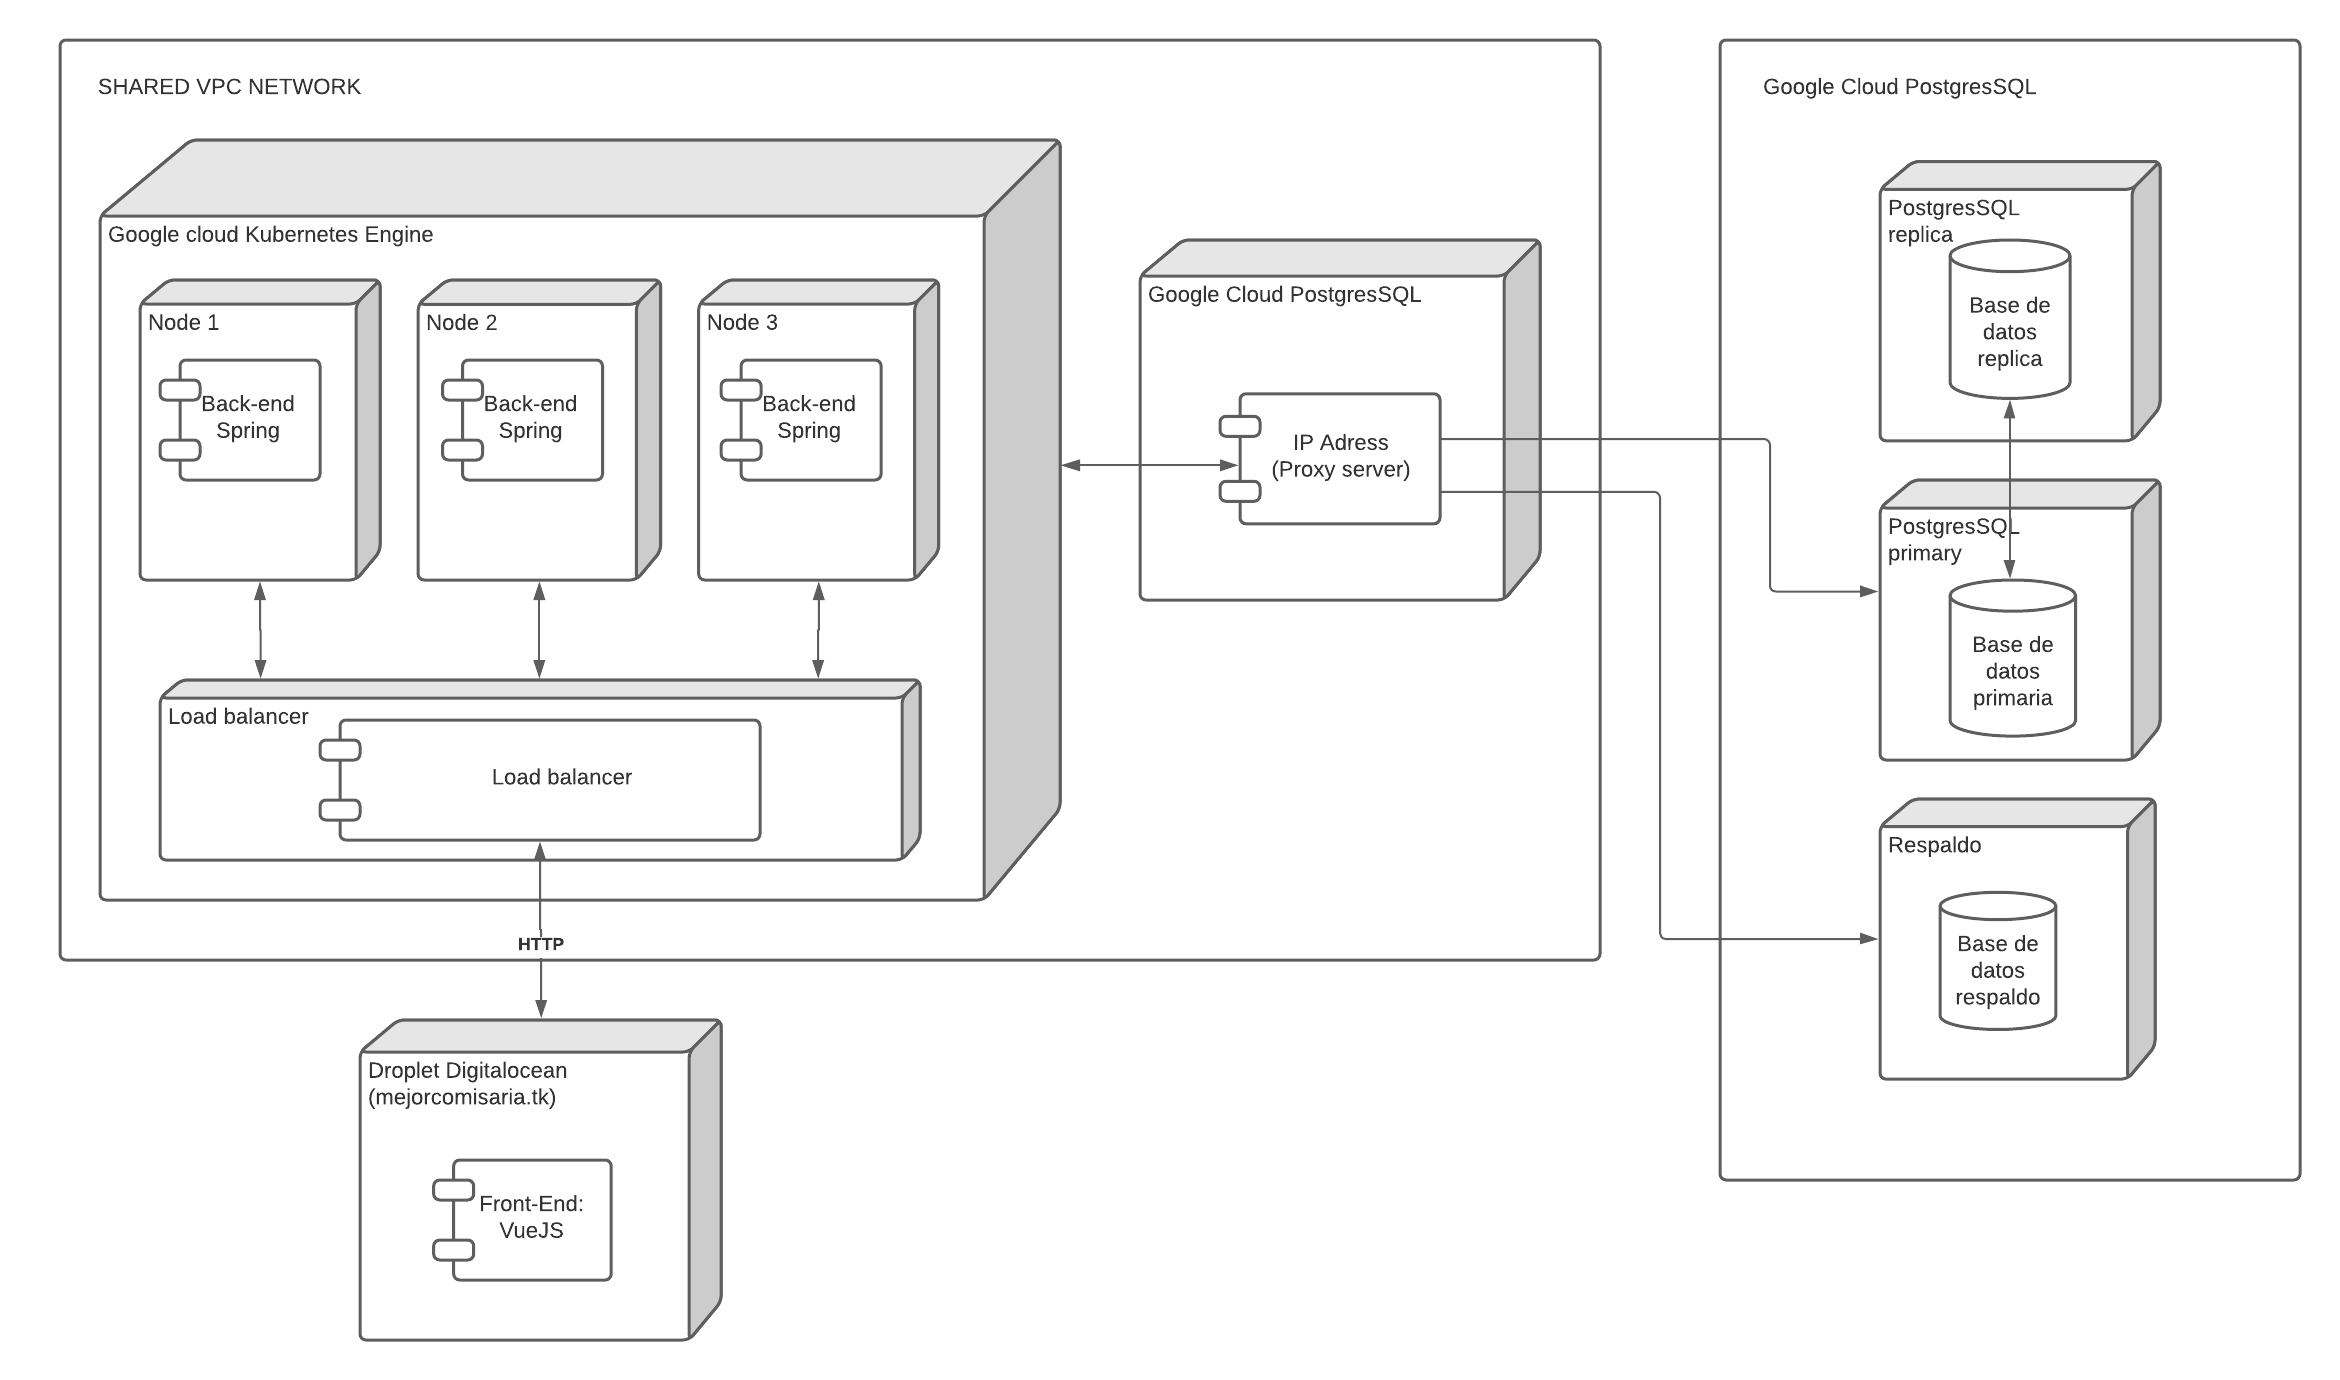 SHARED VPC NETWORK
Google cloud Kubernetes Engine
Node 1
Back-end
Spring
Node 2
Back-end
Spring
Node 3
Back-end
Spring
Load balancer
Load balancer
HTTP
Droplet Digitalocean
(mejorcomisaria.tk)
Front-End:
VueJS
Google Cloud PostgresSQL
IP Adress
(Proxy server)
Google Cloud PostgresSQL
PostgresSQL
replica
Base de
datos
replica
PostgresSQL
primary
Base de
datos
primaria
Respaldo
Base de
datos
respaldo